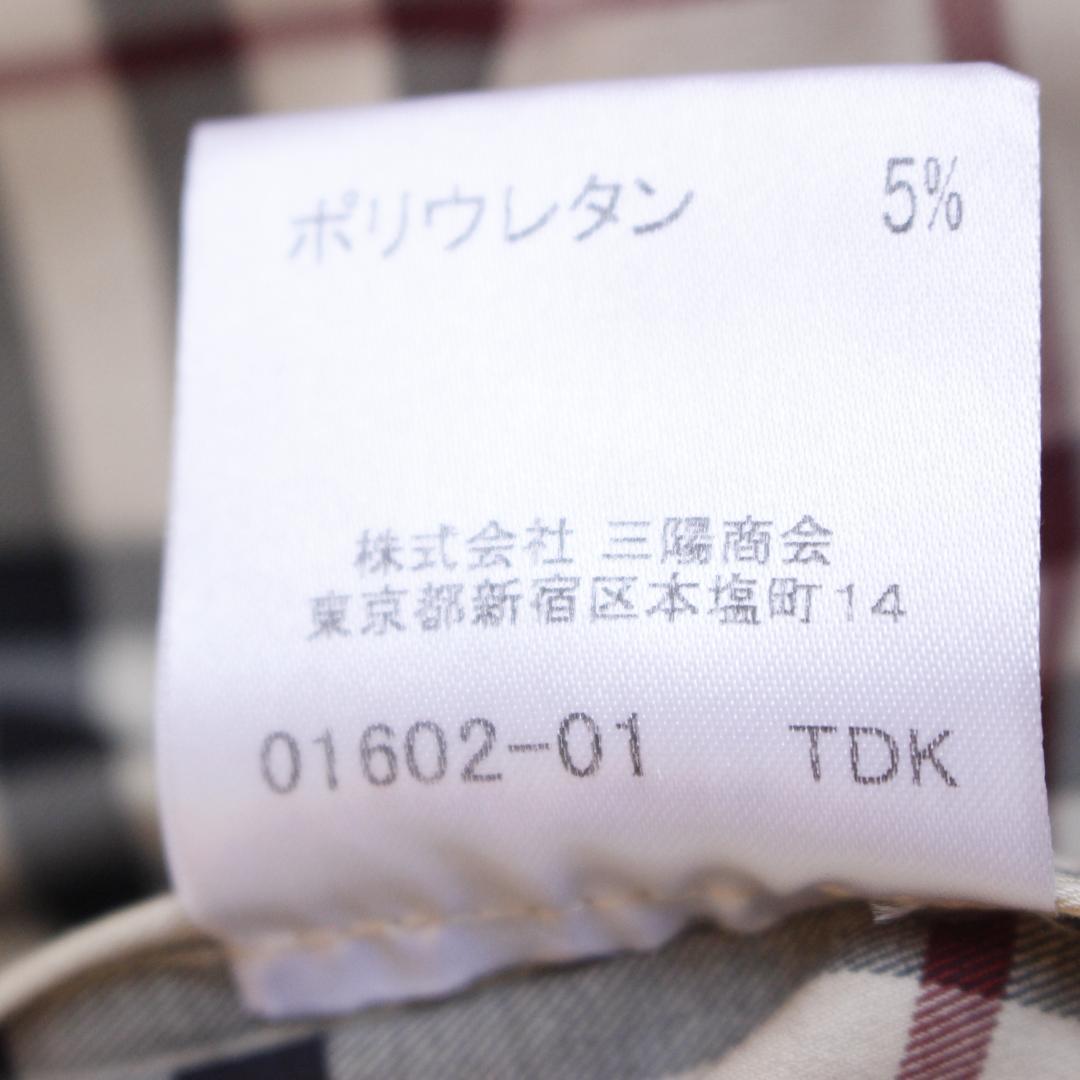 ポリウレタン 5%
株式会社 三陽商会
東京都新宿区本塩町14
01602-01 TDK